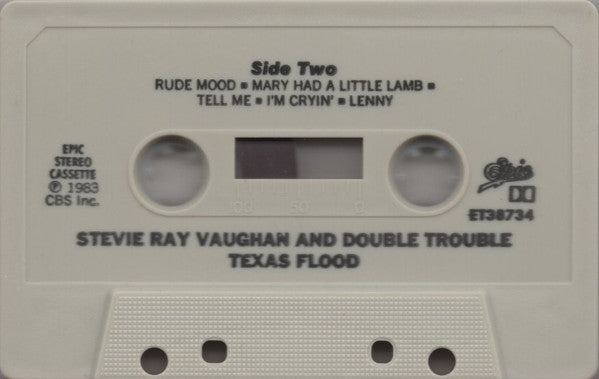 Side Two
RUDE MOOD ▪ MARY HAD A LITTLE LAMB ▪
TELL ME ▪ I'M CRYIN' ▪ LENNY
EPIC
STEREO
CASSETTE
℗ 1983
CBS Inc.
100 50 0
Epic
ET38734
STEVIE RAY VAUGHAN AND DOUBLE TROUBLE
TEXAS FLOOD